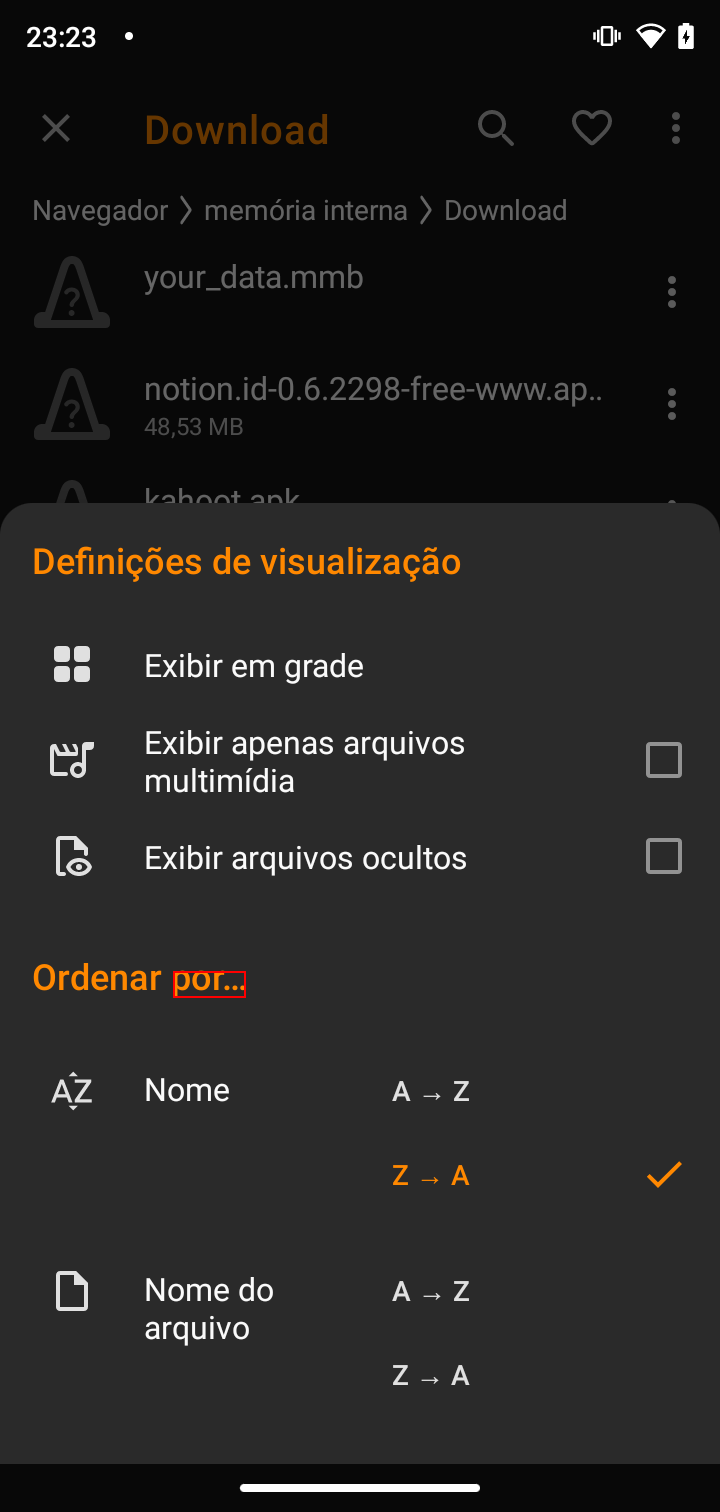 23:23
Download
Navegador memória interna Download
your_data.mmb
notion.id-0.6.2298-free-www.ap..
48,53 MB
kahoot.apk
Definições de visualização
Exibir em grade
Exibir apenas arquivos
multimídia
Exibir arquivos ocultos
Ordenar por...
AZ Nome A → Z
Z → A
Nome do A → Z
arquivo
Z → A